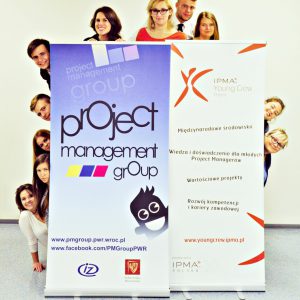 project
management
group
project
management
group
www.pmgroup.pwr.wroc.pl
www.facebook.com/PMGroupPWR
IZ
IPMA
Young Crew
Międzynarodowe środowisko
Wiedza i doświadczenie dla młodych
Project Managerów
Wartościowe projekty
Rozwój kompetencji
i kariery zawodowej
www.youngcrew.ipma.pl
IPMA